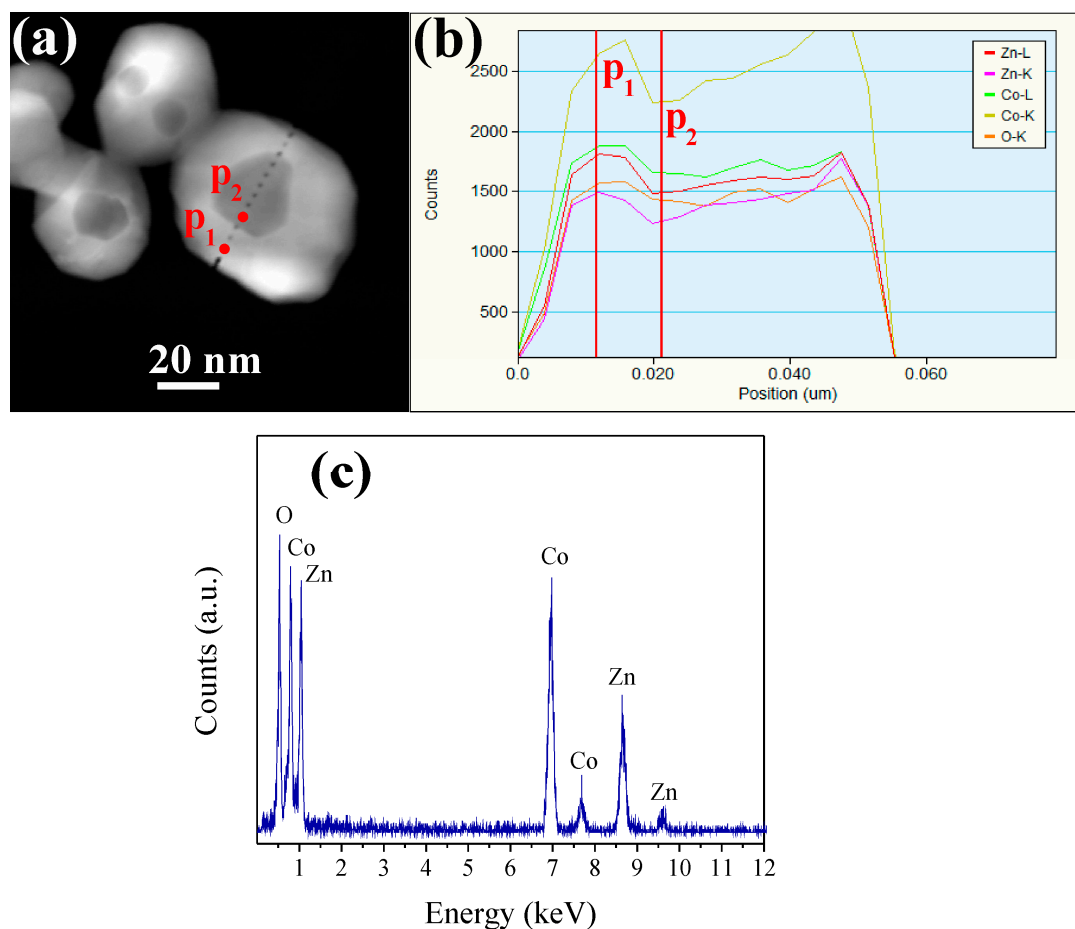 (a)
p2
p1
20 nm
(b)
p1
p2
Zn-L
Zn-K
Co-L
Co-K
O-K
2500
2000
1500
1000
500
Counts
0.0 0.020 0.040 0.060
Position (um)
(c)
O
Co
Zn
Co
Co
Zn
Zn
Counts (a.u.)
1 2 3 4 5 6 7 8 9 10 11 12
Energy (keV)